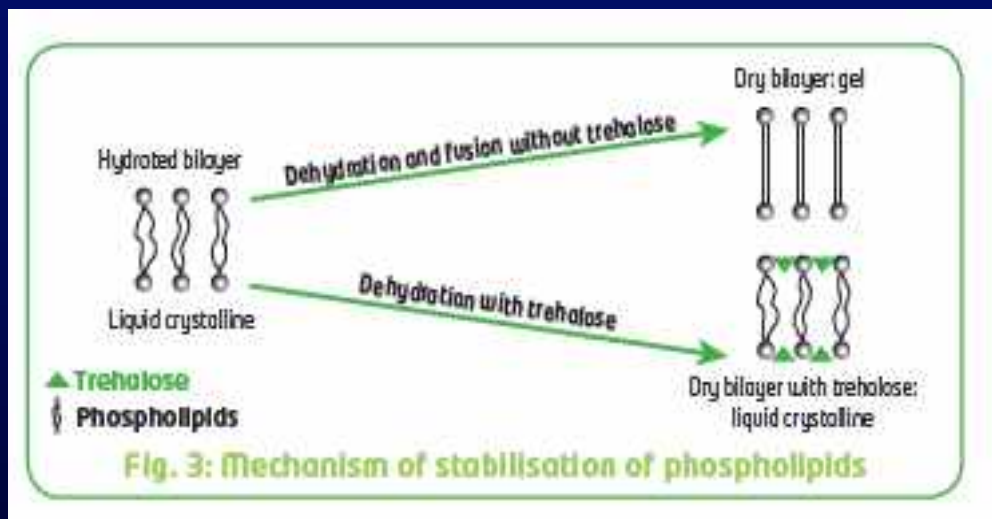 Dry bilayer: gel
Dehydration and fusion without trehalose
Hydrated bilayer
Dehydration with trehalose
Liquid crystalline
Trehalose
Phospholipids
Dry bilayer with trehalose:
liquid crystalline
Fig. 3: Mechanism of stabilisation of phospholipids